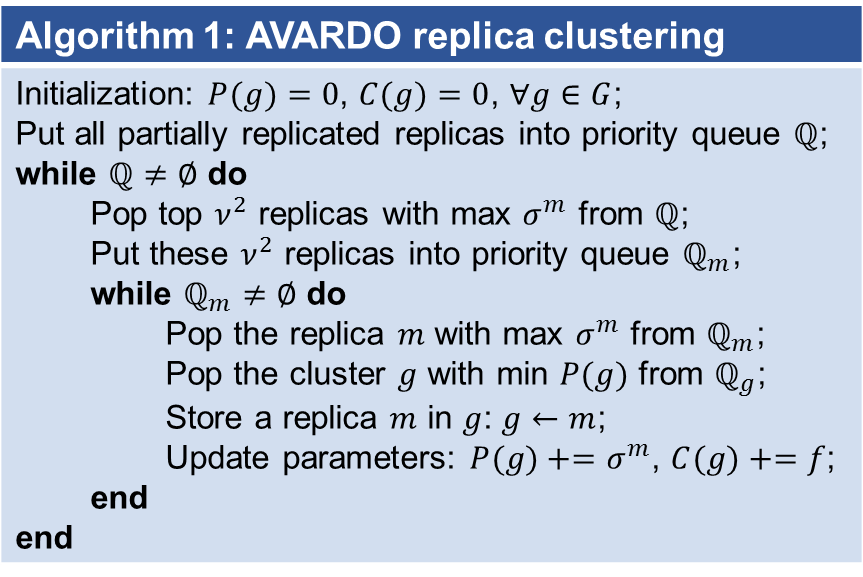 Algorithm 1: AVARDO replica clustering
Initialization: P(g) = 0, C(g) = 0, ∀g ∈ G;
Put all partially replicated replicas into priority queue ℚ;
while ℚ ≠ ∅ do
Pop top ν² replicas with max σᵐ from ℚ;
Put these ν² replicas into priority queue ℚₘ;
while ℚₘ ≠ ∅ do
Pop the replica m with max σᵐ from ℚₘ;
Pop the cluster g with min P(g) from ℚ_g;
Store a replica m in g: g ← m;
Update parameters: P(g) += σᵐ, C(g) += f;
end
end